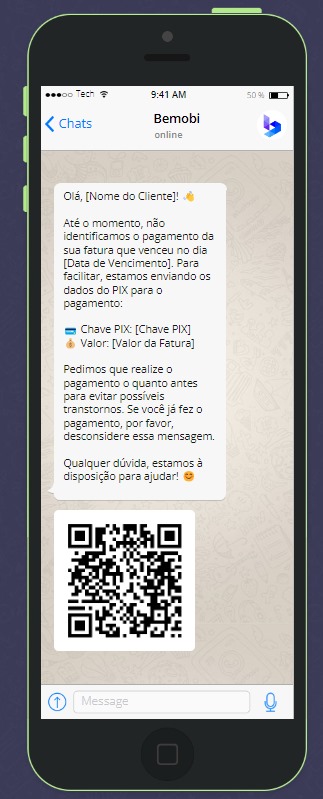 Tech 9:41 AM 50 %
Chats
Bemobi
online
Olá, [Nome do Cliente]! 👋
Até o momento, não
identificamos o pagamento da
sua fatura que venceu no dia
[Data de Vencimento]. Para
facilitar, estamos enviando os
dados do PIX para o
pagamento:
💳 Chave PIX: [Chave PIX]
💰 Valor: [Valor da Fatura]
Pedimos que realize o
pagamento o quanto antes
para evitar possíveis
transtornos. Se você já fez o
pagamento, por favor,
desconsidere essa mensagem.
Qualquer dúvida, estamos à
disposição para ajudar! 😊
Message